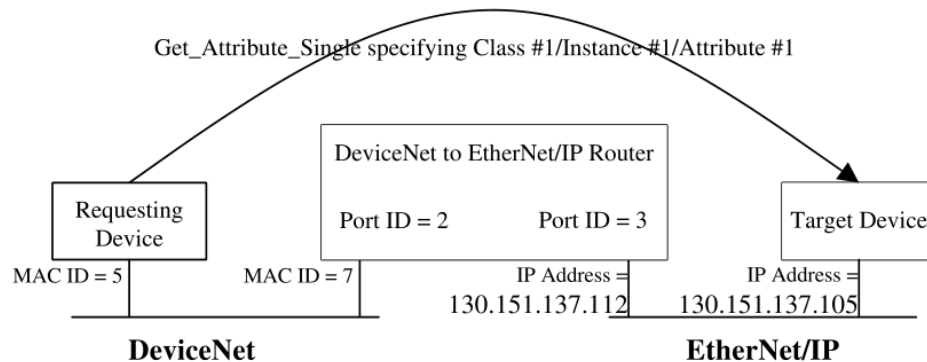 Get_Attribute_Single specifying Class #1/Instance #1/Attribute #1
DeviceNet to EtherNet/IP Router
Requesting
Device
Port ID = 2
Port ID = 3
Target Device
MAC ID = 5
MAC ID = 7
IP Address =
130.151.137.112
IP Address =
130.151.137.105
DeviceNet
EtherNet/IP